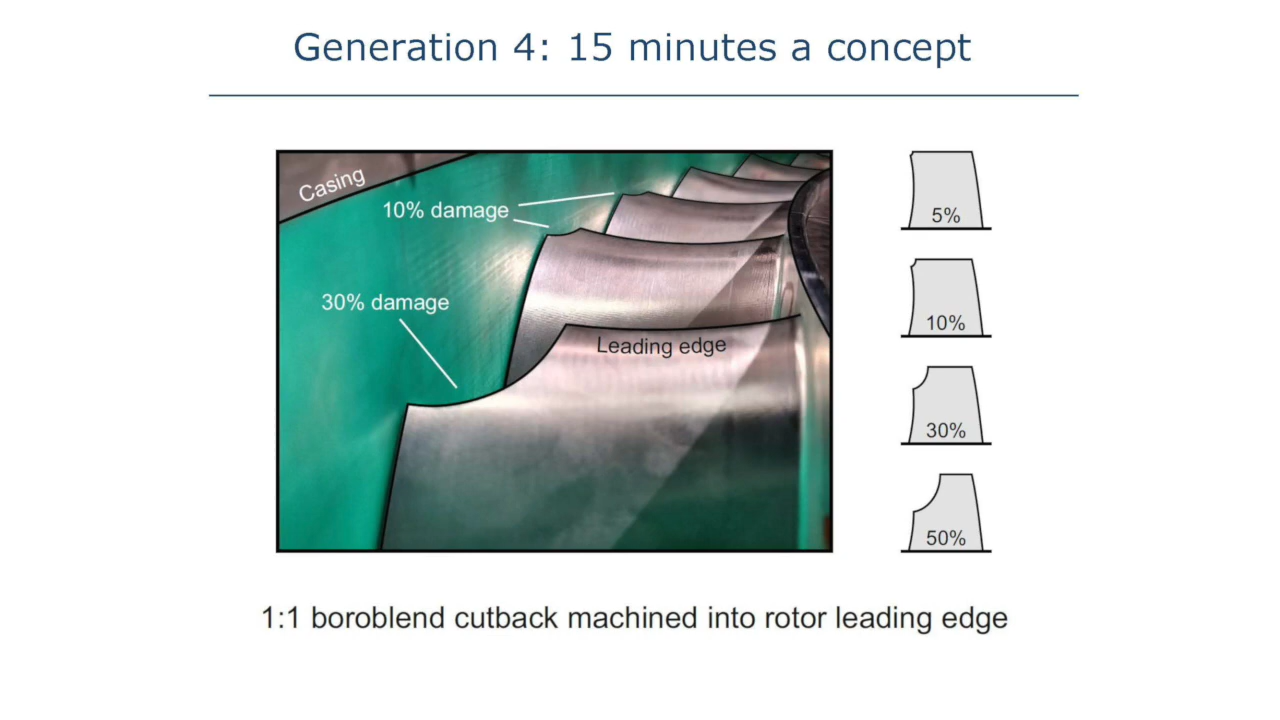 Generation 4: 15 minutes a concept
Casing
10% damage
30% damage
Leading edge
5%
10%
30%
50%
1:1 boroblend cutback machined into rotor leading edge